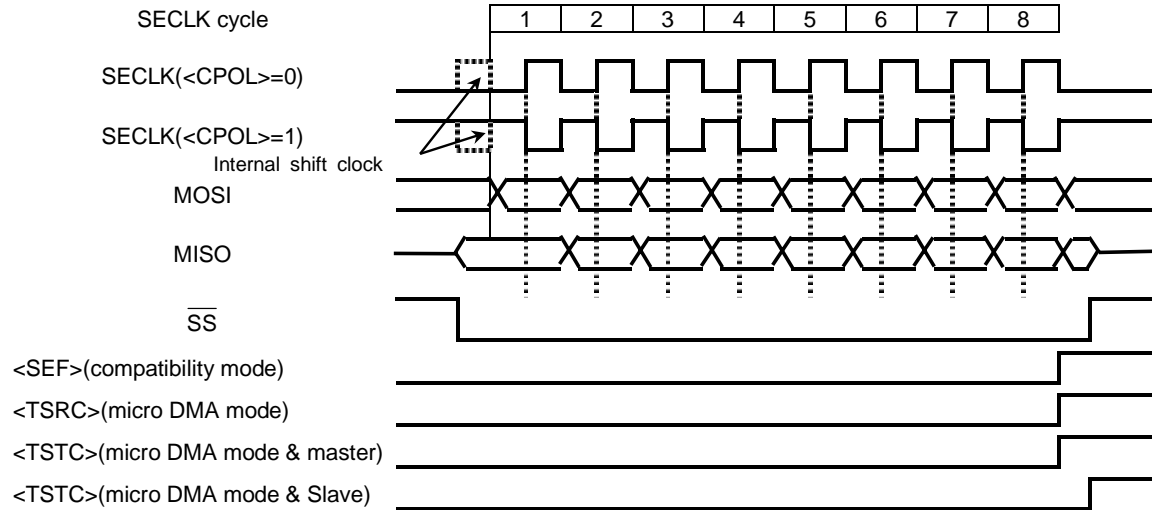 SECLK cycle 1 2 3 4 5 6 7 8
SECLK(<CPOL>=0)
SECLK(<CPOL>=1)
Internal shift clock
MOSI
MISO
S̅S̅
<SEF>(compatibility mode)
<TSRC>(micro DMA mode)
<TSTC>(micro DMA mode & master)
<TSTC>(micro DMA mode & Slave)